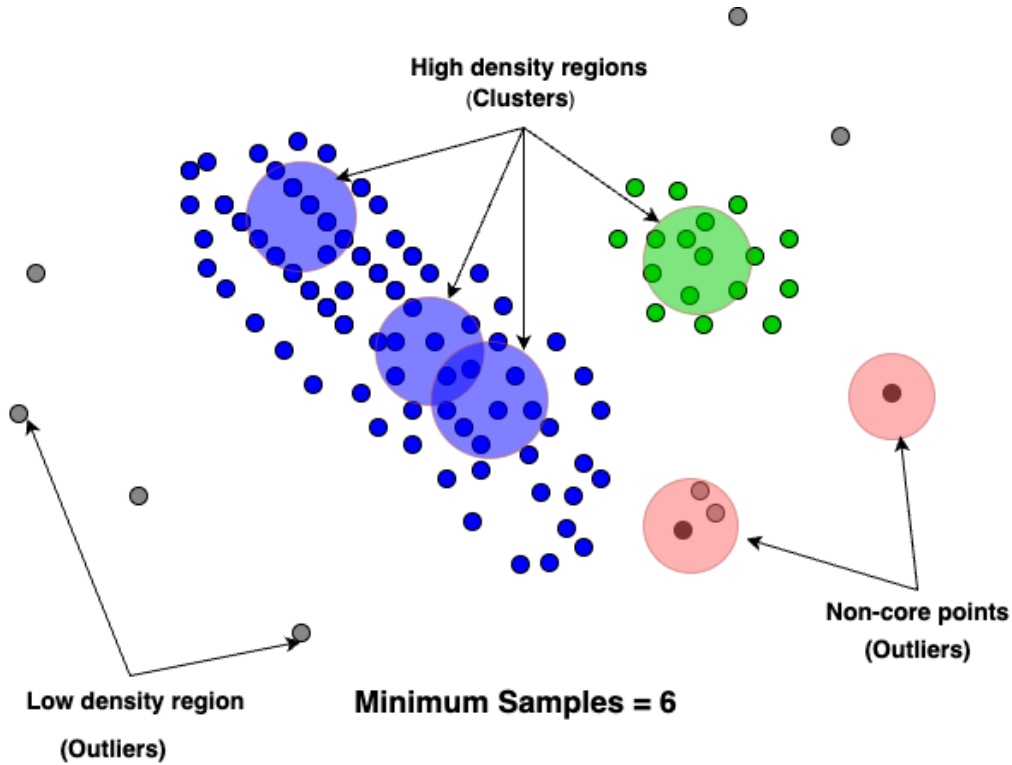 High density regions
(Clusters)
Non-core points
(Outliers)
Low density region
(Outliers)
Minimum Samples = 6